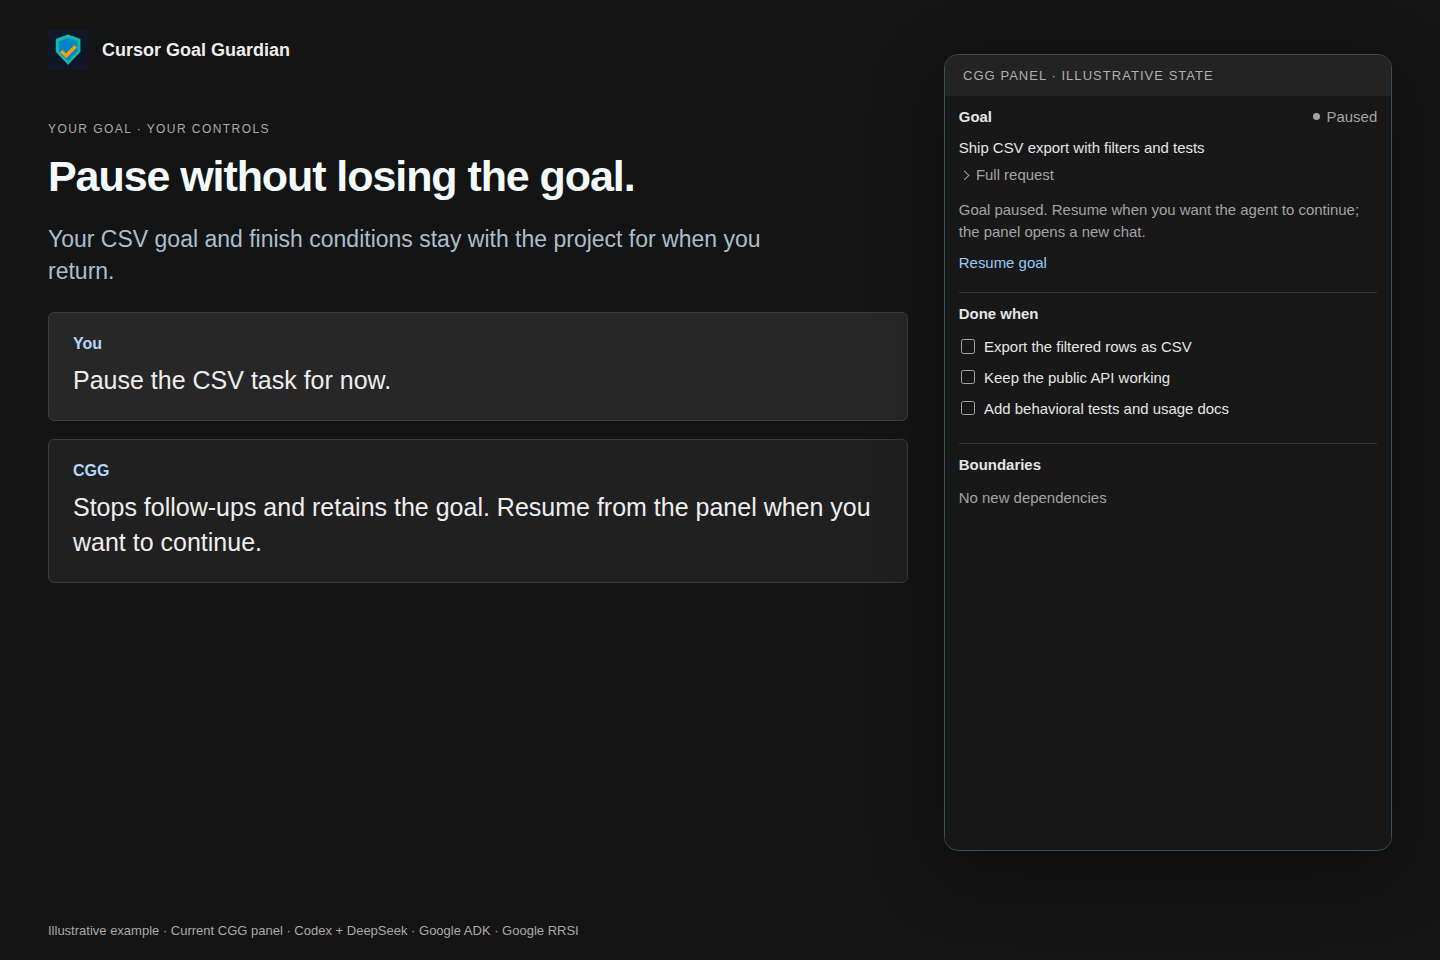 Cursor Goal Guardian
YOUR GOAL · YOUR CONTROLS
Pause without losing the goal.
Your CSV goal and finish conditions stay with the project for when you
return.
You
Pause the CSV task for now.
CGG
Stops follow-ups and retains the goal. Resume from the panel when you
want to continue.
CGG PANEL · ILLUSTRATIVE STATE
Goal
Paused
Ship CSV export with filters and tests
Full request
Goal paused. Resume when you want the agent to continue;
the panel opens a new chat.
Resume goal
Done when
Export the filtered rows as CSV
Keep the public API working
Add behavioral tests and usage docs
Boundaries
No new dependencies
Illustrative example · Current CGG panel · Codex + DeepSeek · Google ADK · Google RRSI